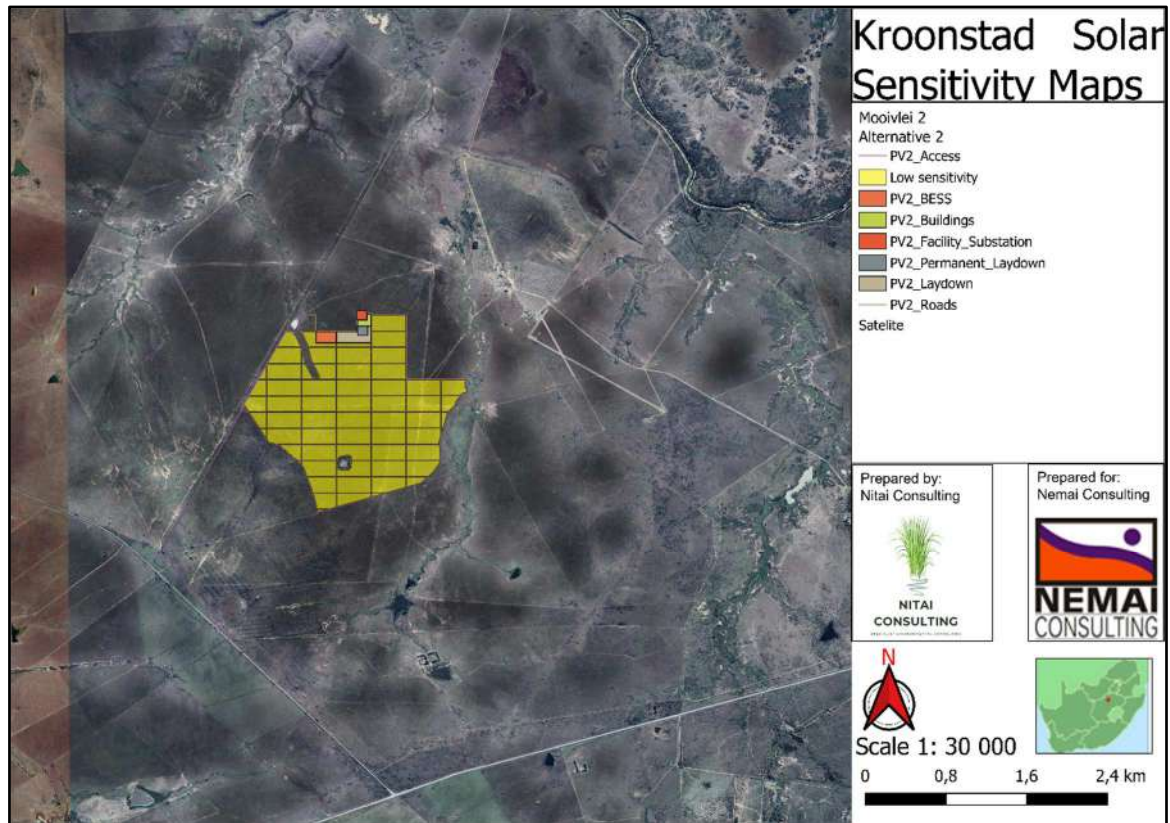 Kroonstad Solar
Sensitivity Maps
Mooivlei 2
Alternative 2
PV2_Access
Low sensitivity
PV2_BESS
PV2_Buildings
PV2_Facility_Substation
PV2_Permanent_Laydown
PV2_Laydown
PV2_Roads
Satelite
Prepared by:
Nitai Consulting
NITAI
CONSULTING
Prepared for:
Nemai Consulting
NEMAI
CONSULTING
N
Scale 1: 30 000
0 0,8 1,6 2,4 km